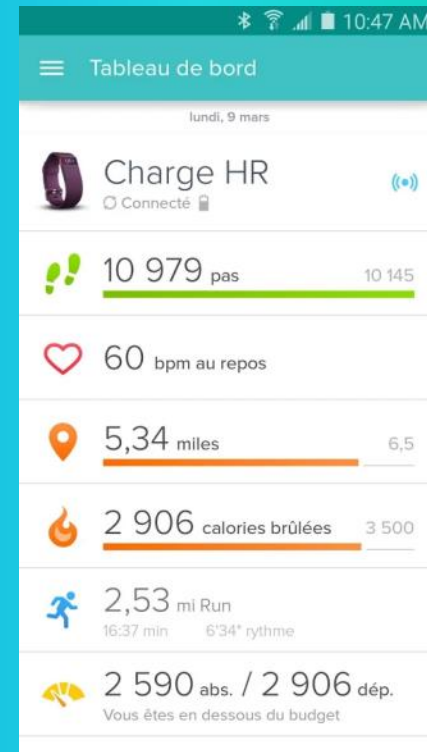 10:47 AM
Tableau de bord
lundi, 9 mars
Charge HR
Connecté
10 979 pas 10 145
60 bpm au repos
5,34 miles 6,5
2 906 calories brûlées 3 500
2,53 mi Run
16:37 min 6'34" rythme
2 590 abs. / 2 906 dép.
Vous êtes en dessous du budget